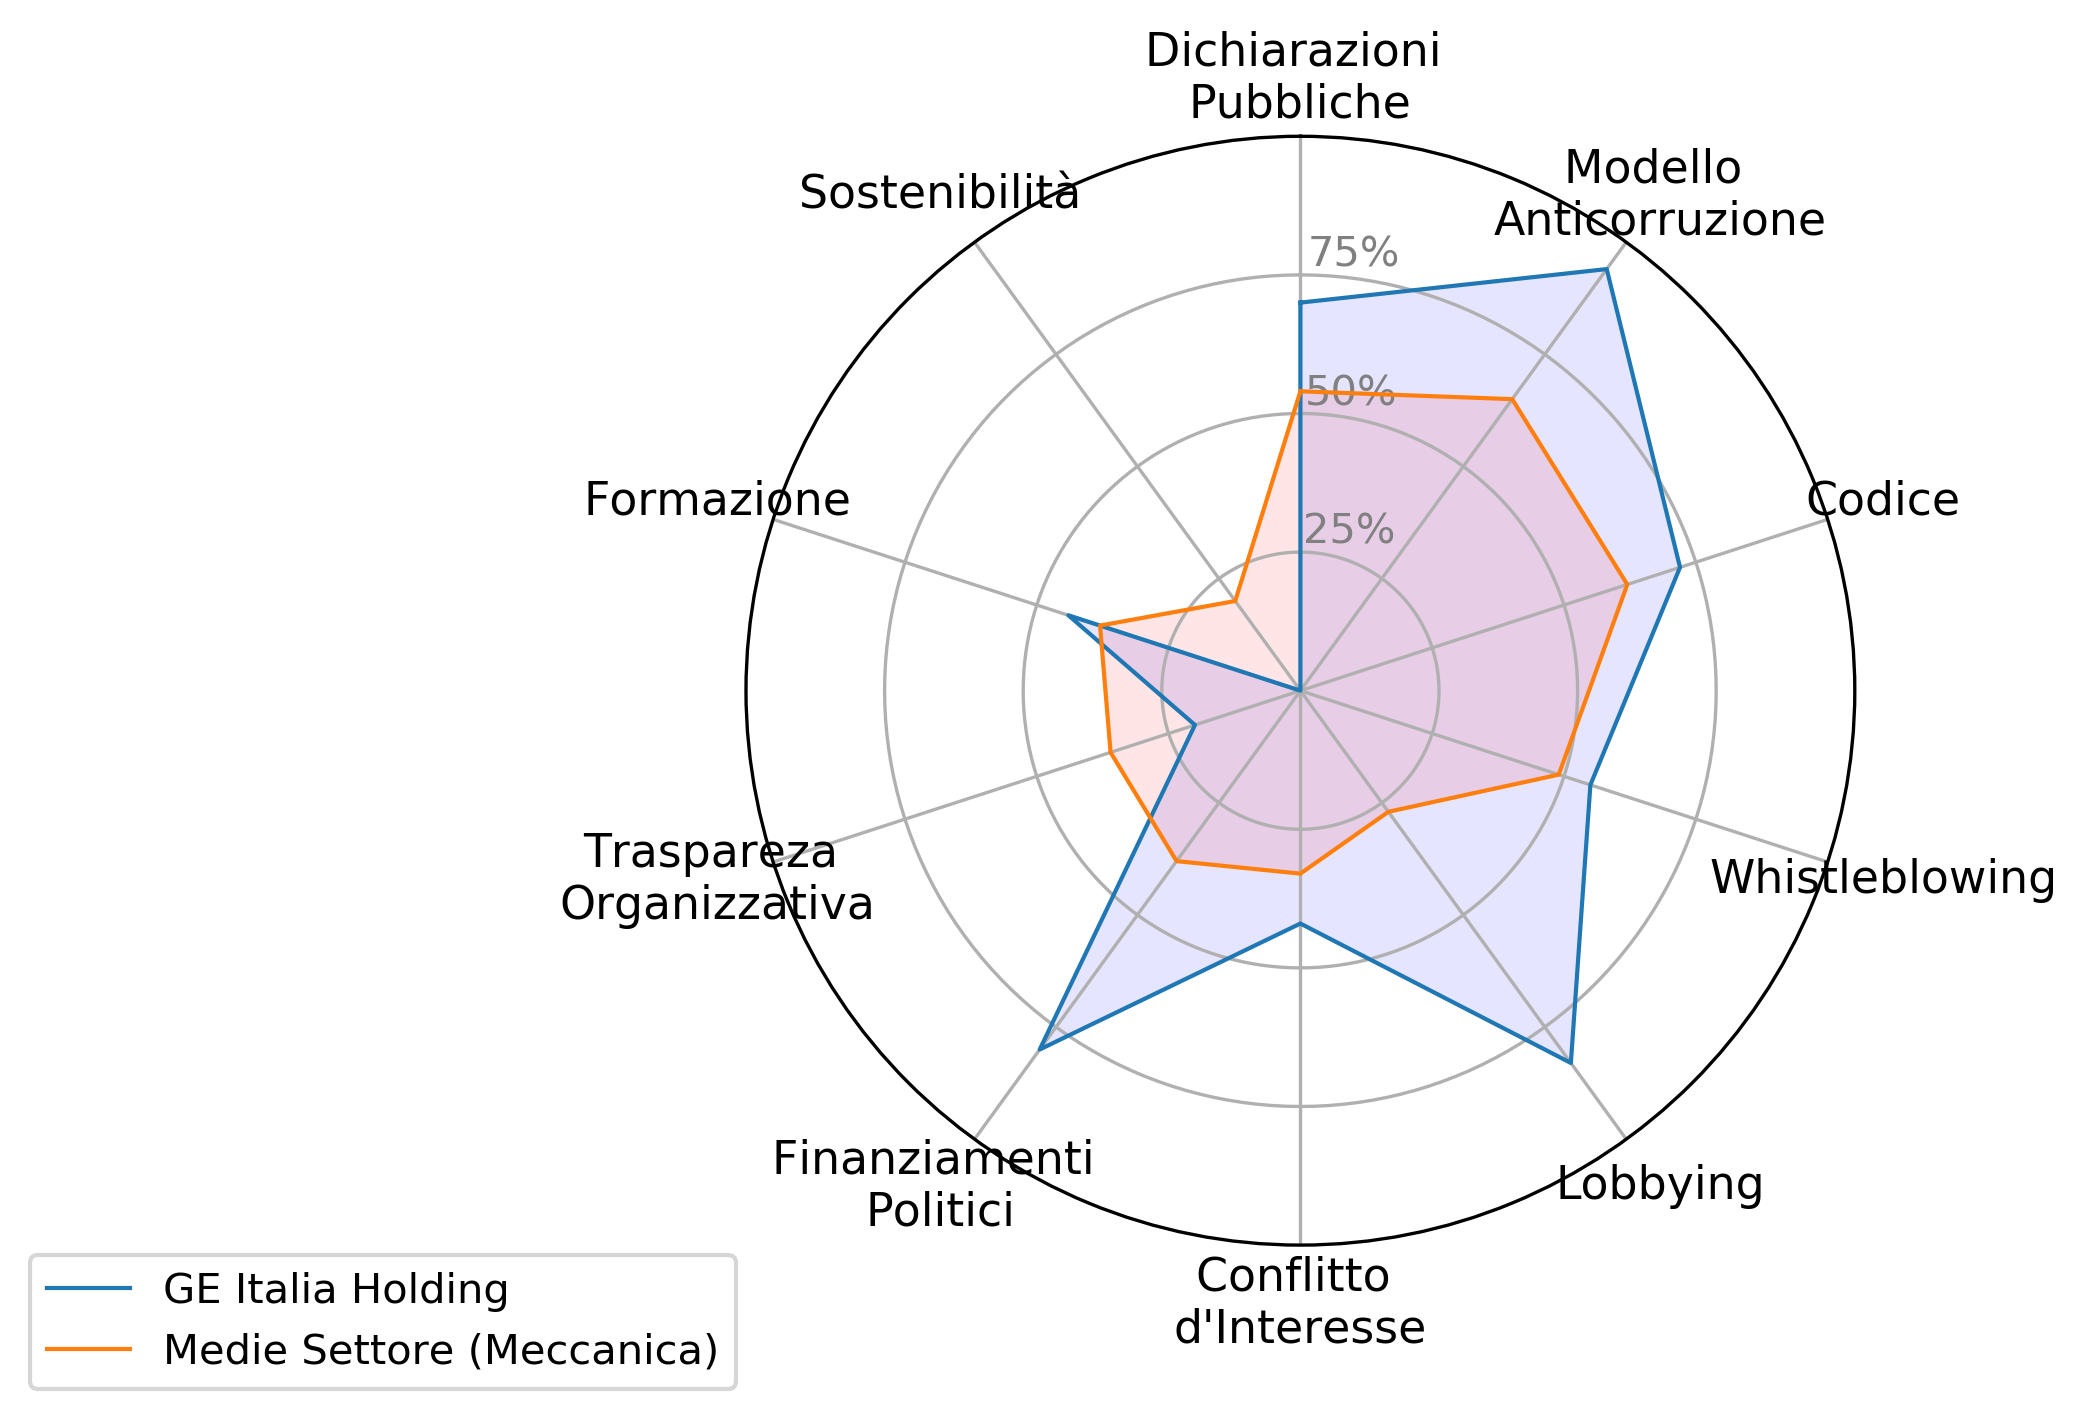 Dichiarazioni
Pubbliche
Modello
Anticorruzione
Sostenibilità
75%
50%
25%
Formazione
Codice
Traspareza
Organizzativa
Whistleblowing
Finanziamenti
Politici
Lobbying
Conflitto
d'Interesse
GE Italia Holding
Medie Settore (Meccanica)